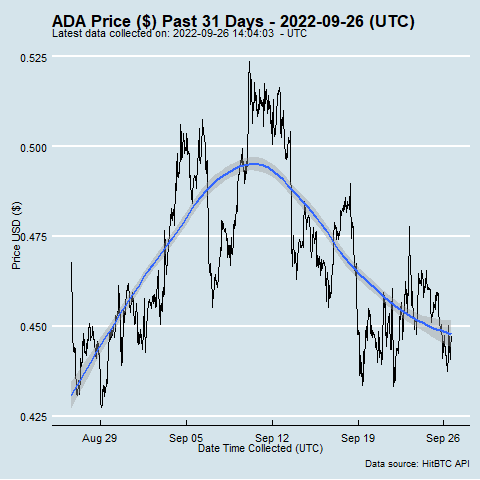 ADA Price ($) Past 31 Days - 2022-09-26 (UTC)
Latest data collected on: 2022-09-26 14:04:03 - UTC
0.525
0.500
0.475
0.450
0.425
Price USD ($)
Aug 29 Sep 05 Sep 12 Sep 19 Sep 26
Date Time Collected (UTC)
Data source: HitBTC API